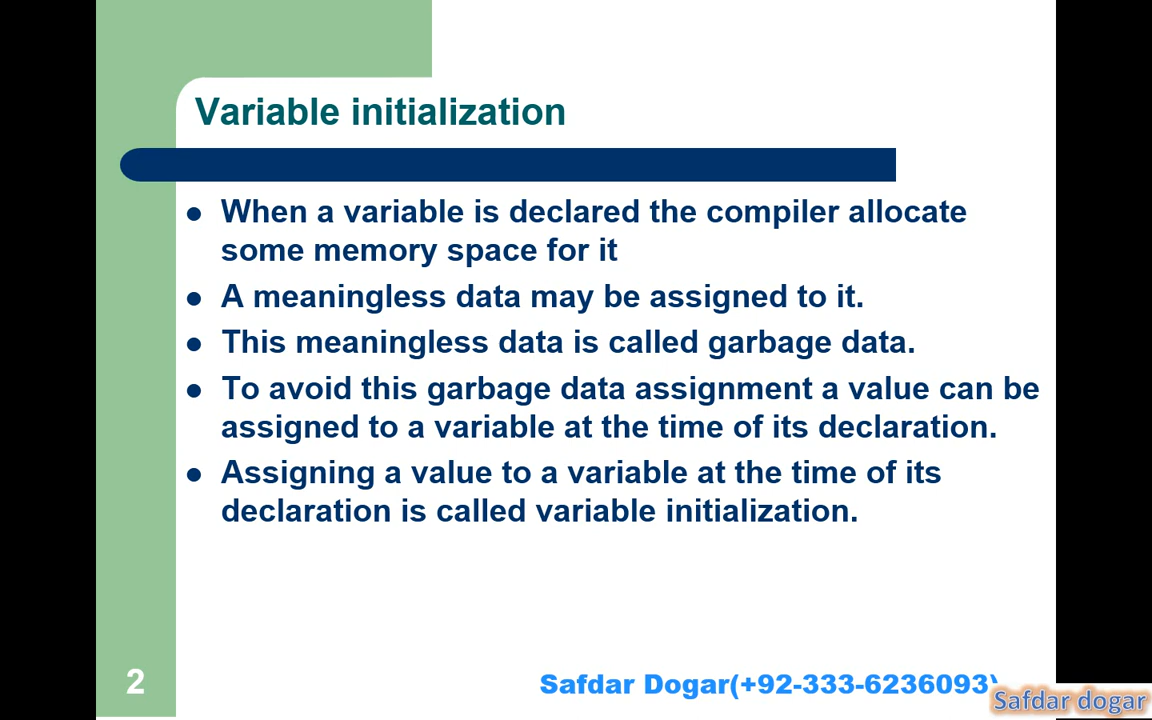 Variable initialization
When a variable is declared the compiler allocate
some memory space for it
A meaningless data may be assigned to it.
This meaningless data is called garbage data.
To avoid this garbage data assignment a value can be
assigned to a variable at the time of its declaration.
Assigning a value to a variable at the time of its
declaration is called variable initialization.
2
Safdar Dogar(+92-333-6236093)
Safdar dogar